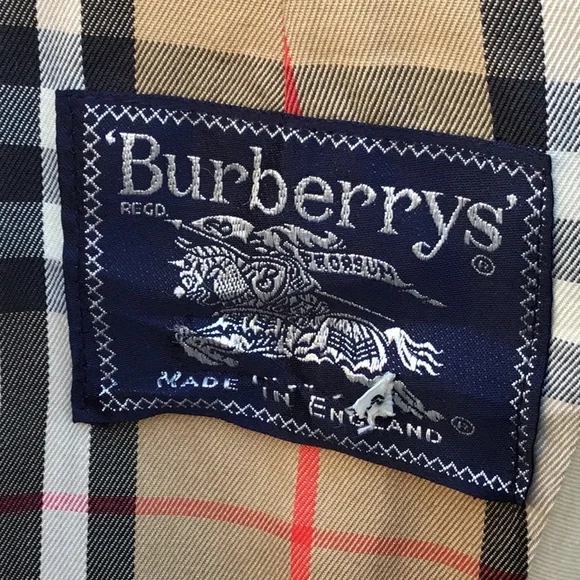 'Burberrys'
REGD.
PRORSUM
B
®
MADE IN ENGLAND
®